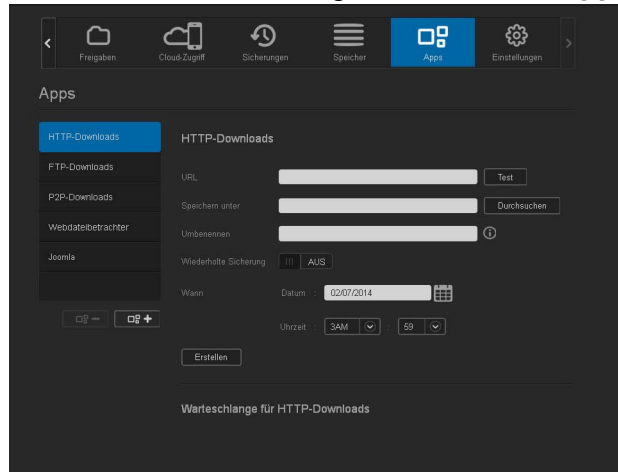 Freigaben Cloud-Zugriff Sicherungen Speicher Apps Einstellungen
Apps
HTTP-Downloads
FTP-Downloads
P2P-Downloads
Webdateibetrachter
Joomla
HTTP-Downloads
URL Test
Speichern unter Durchsuchen
Umbenennen
Wiederholte Sicherung AUS
Wann Datum : 02/07/2014
Uhrzeit : 3AM : 59
Erstellen
Warteschlange für HTTP-Downloads